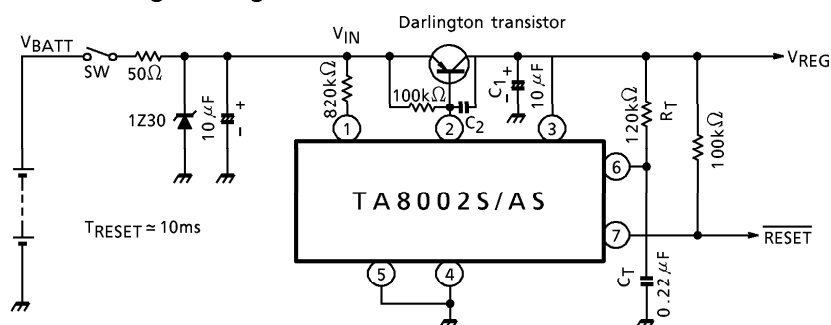 Darlington transistor
VBATT
SW
50Ω
VIN
VREG
1Z30
10μF
+
-
820kΩ
100kΩ
C2
C1
+
-
10μF
120kΩ
RT
100kΩ
1
2
3
TA8002S/AS
6
7
RESET
TRESET≃10ms
5
4
CT
0.22μF